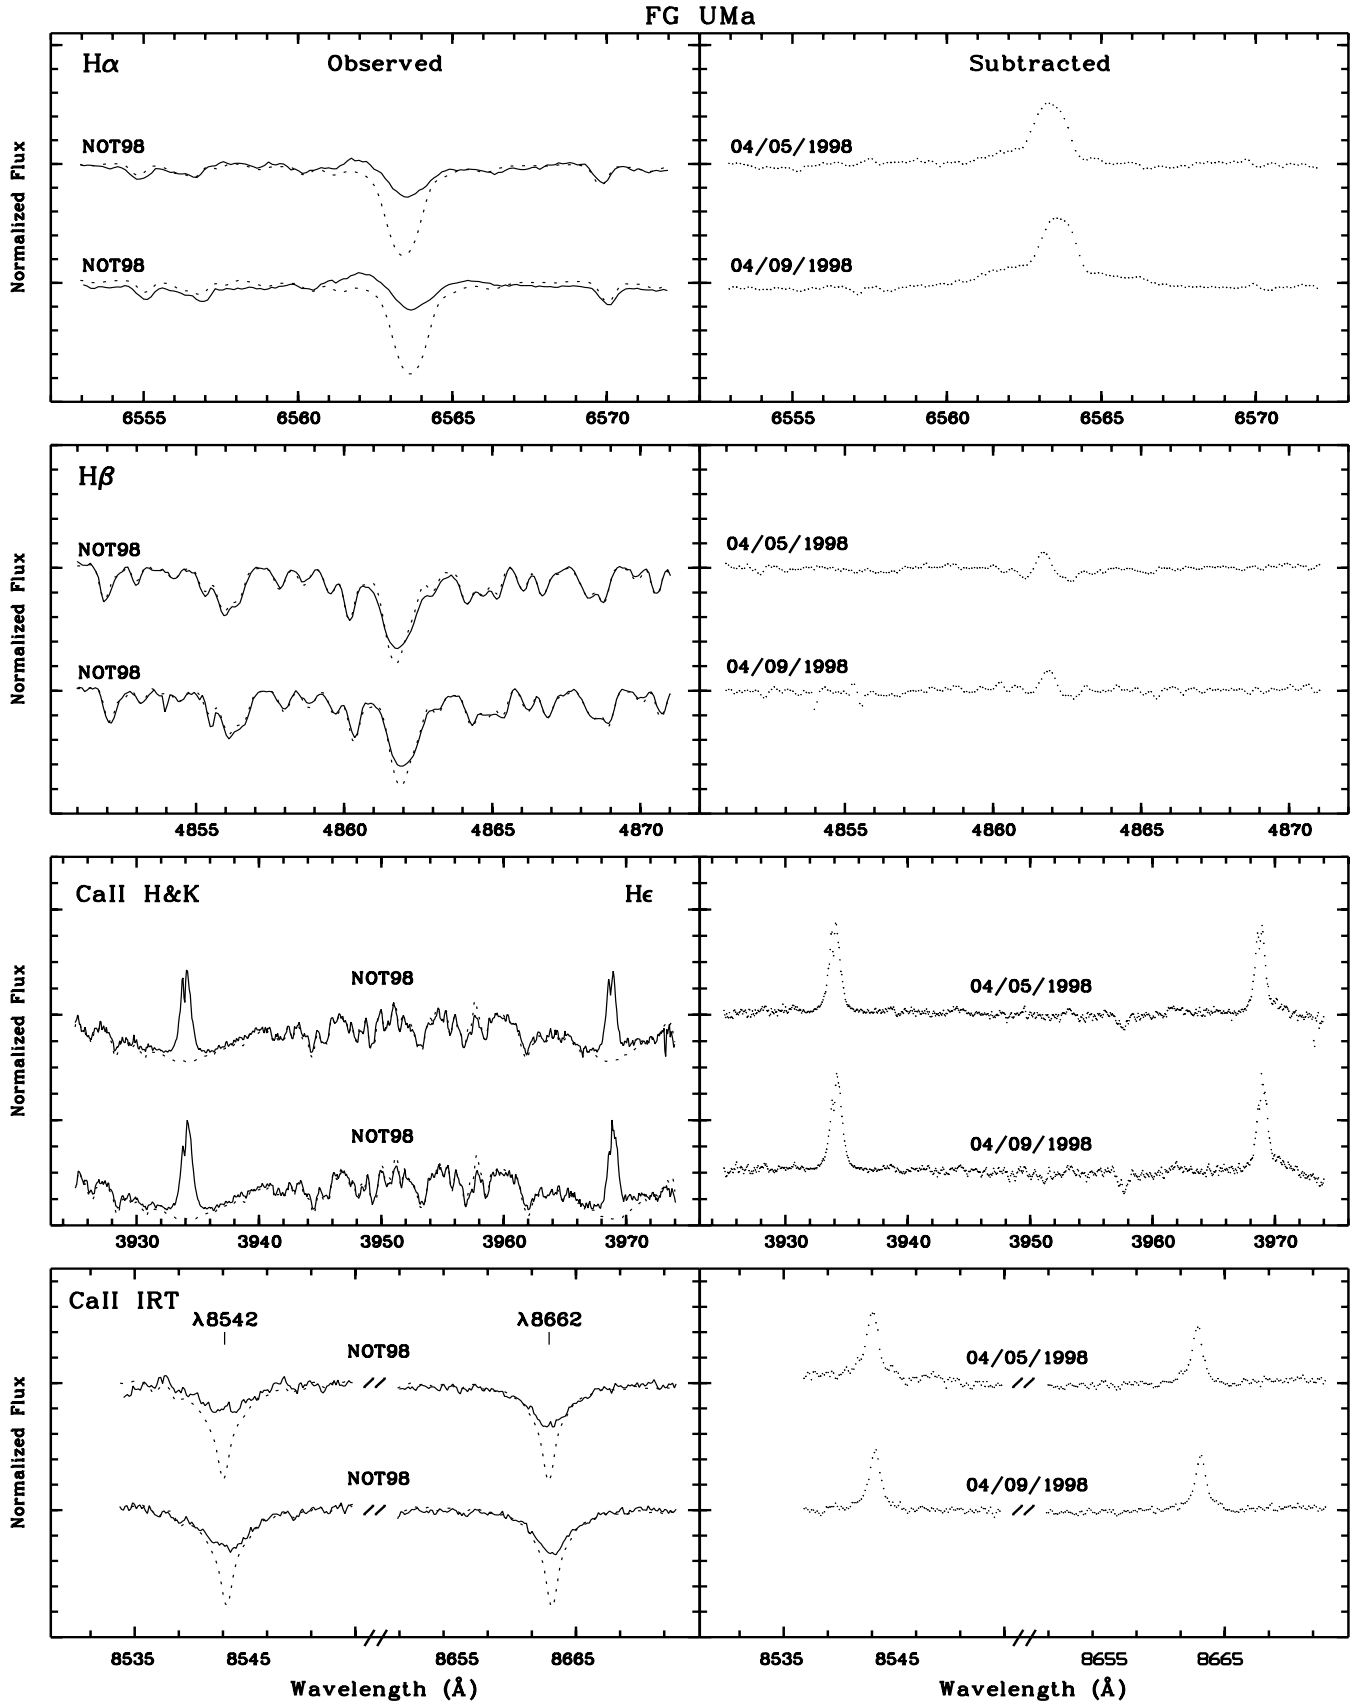 FG UMa
Hα Observed Subtracted
NOT98 04/05/1998
NOT98 04/09/1998
Normalized Flux
6555 6560 6565 6570 6555 6560 6565 6570
Hβ
NOT98 04/05/1998
NOT98 04/09/1998
Normalized Flux
4855 4860 4865 4870 4855 4860 4865 4870
CaII H&K Hε
NOT98 04/05/1998
NOT98 04/09/1998
Normalized Flux
3930 3940 3950 3960 3970 3930 3940 3950 3960 3970
CaII IRT
λ8542 λ8662
NOT98 04/05/1998
NOT98 04/09/1998
Normalized Flux
8535 8545 8655 8665 8535 8545 8655 8665
Wavelength (Å) Wavelength (Å)